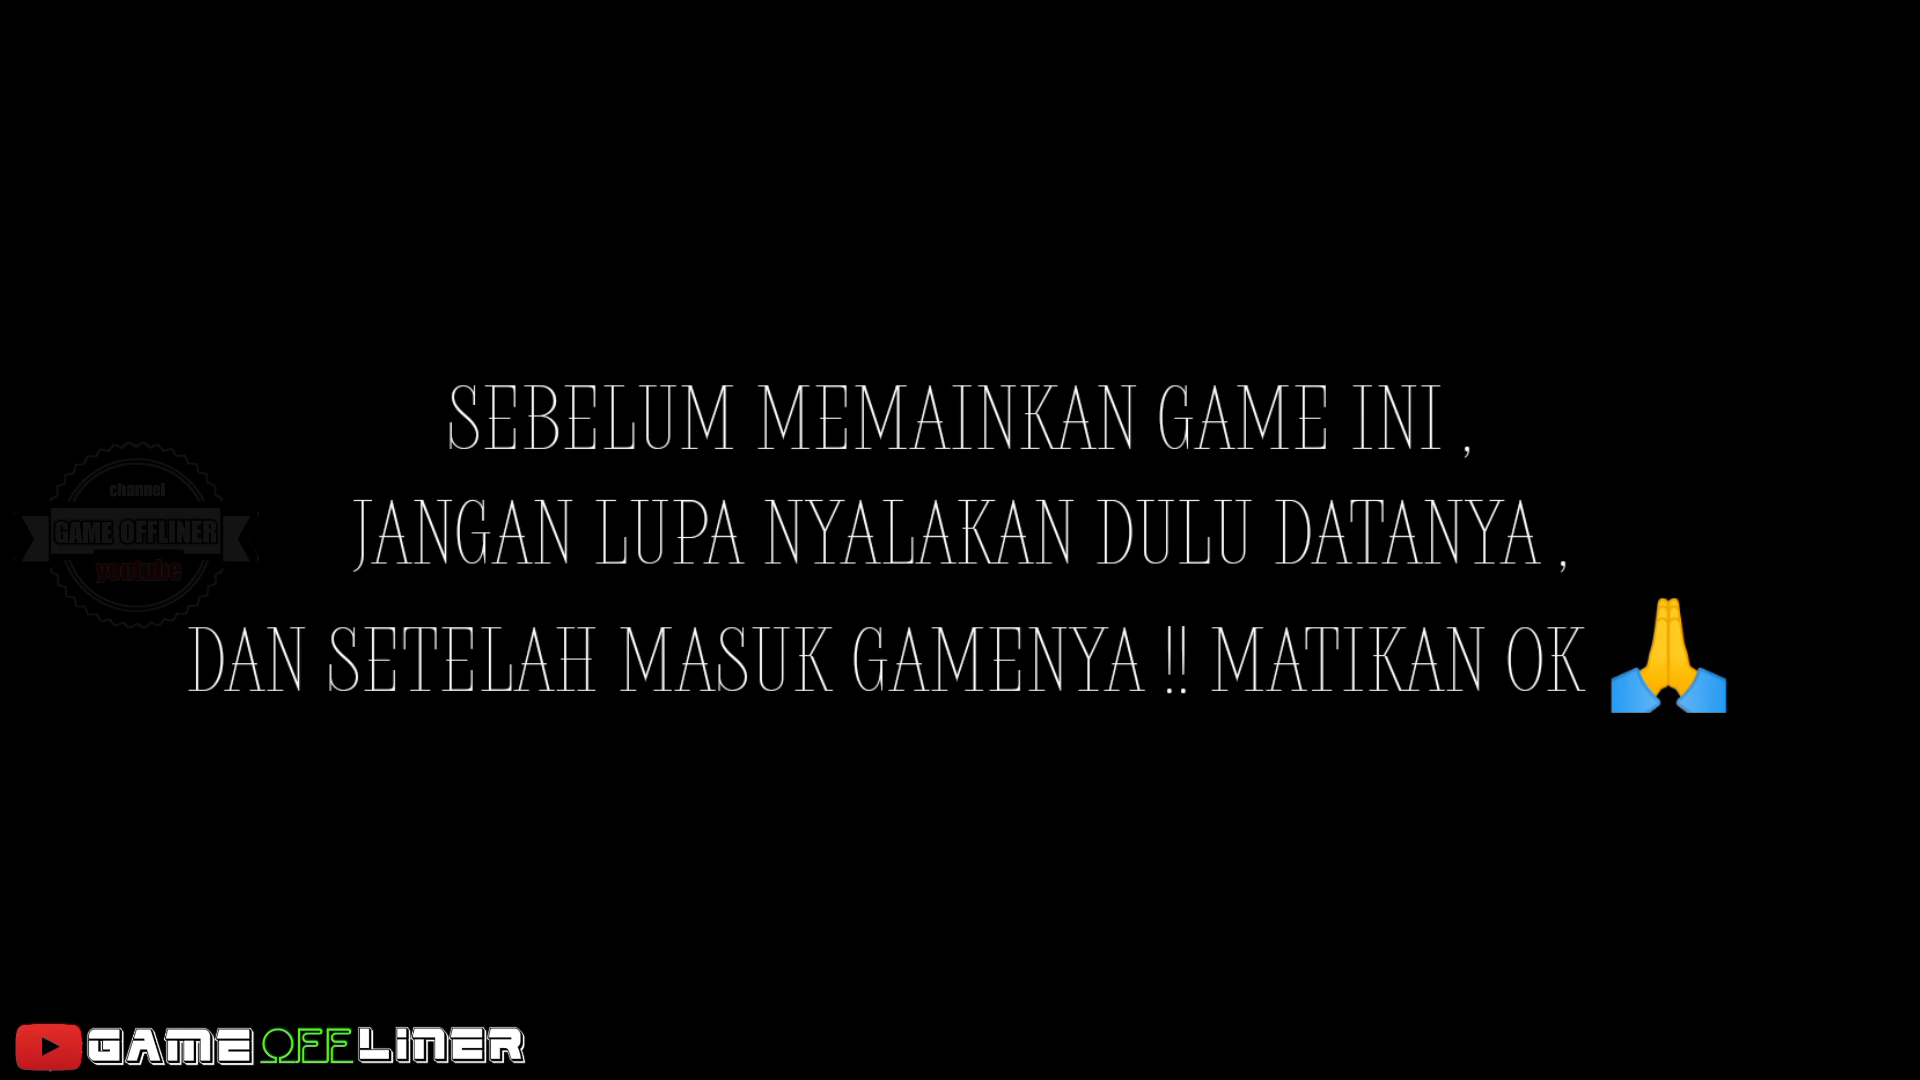 SEBELUM MEMAINKAN GAME INI ,
JANGAN LUPA NYALAKAN DULU DATANYA ,
DAN SETELAH MASUK GAMENYA !! MATIKAN OK 🙏
channel
GAME OFFLINER
youtube
GAME OFFLINER